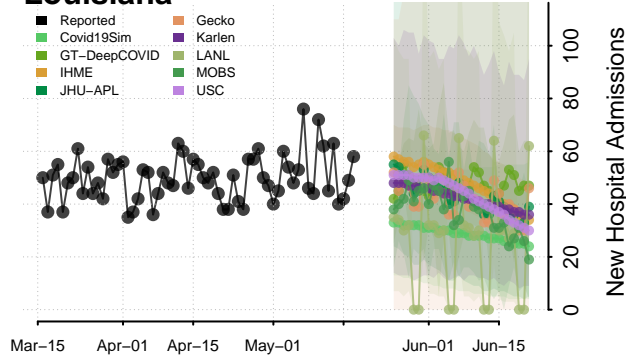 Louisiana
Reported
Covid19Sim
GT−DeepCOVID
IHME
JHU−APL
Gecko
Karlen
LANL
MOBS
USC
0
20
40
60
80
100
New Hospital Admissions
Mar−15
Apr−01
Apr−15
May−01
Jun−01
Jun−15